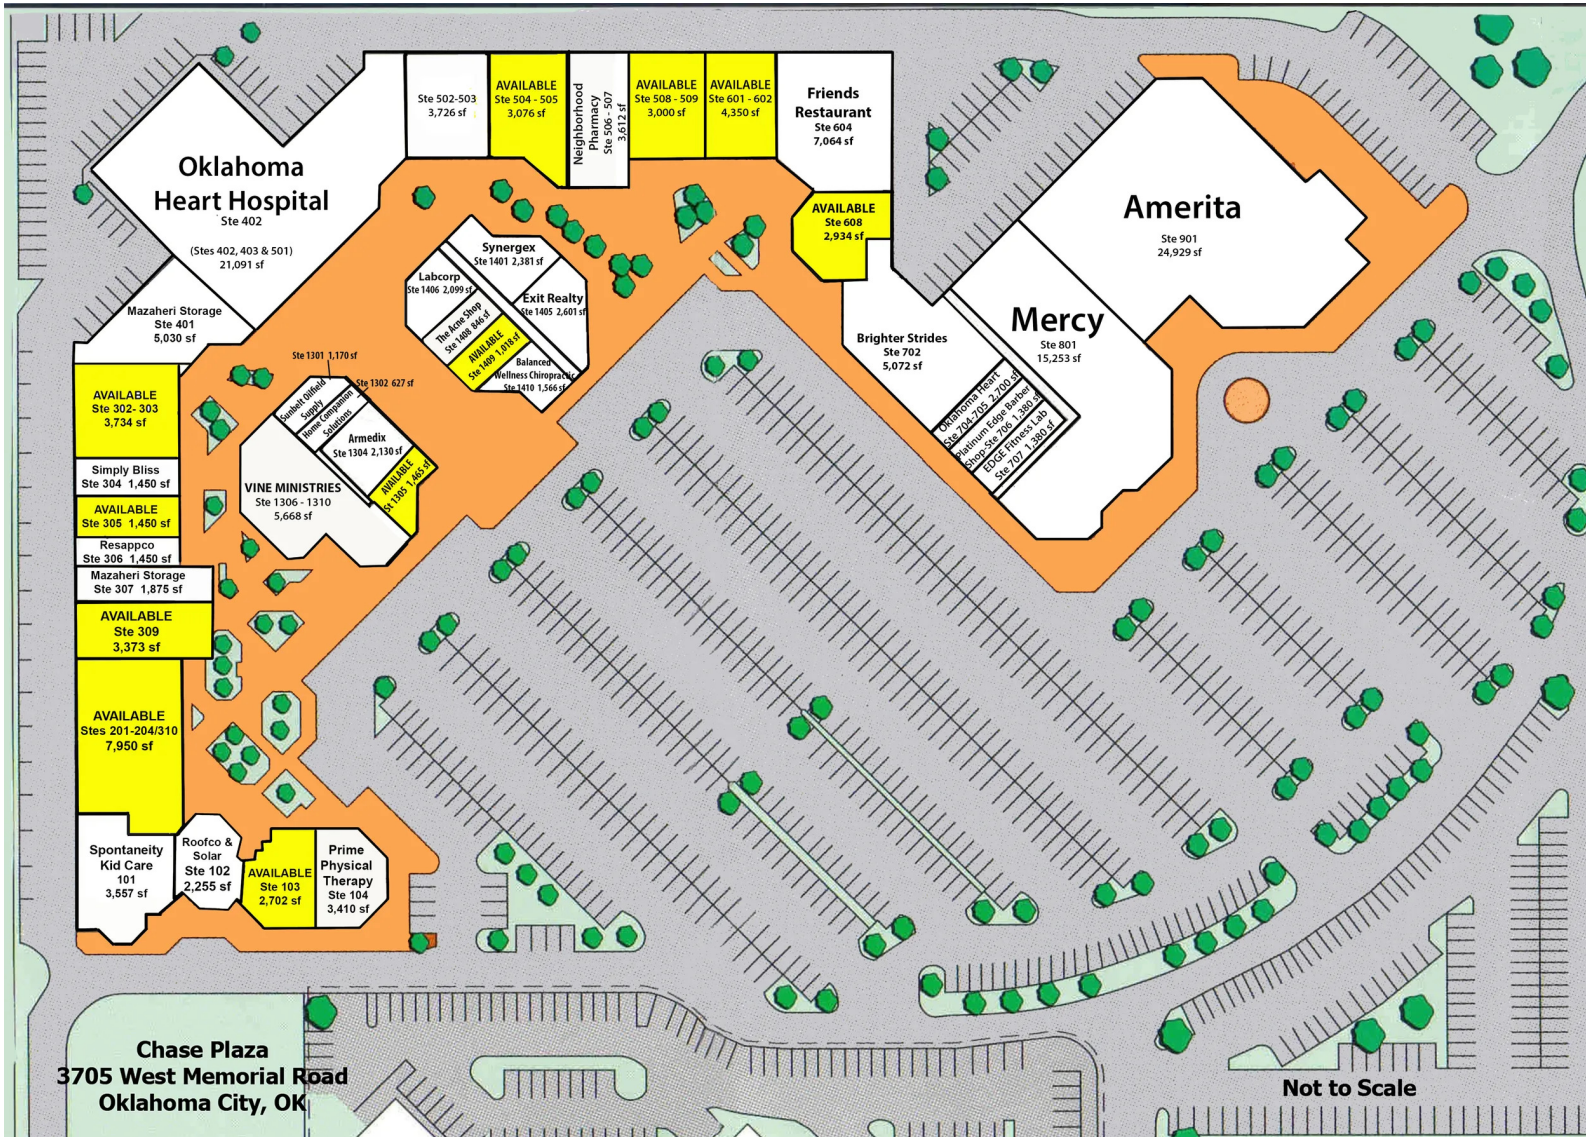 Oklahoma
Heart Hospital
Ste 402
(Stes 402, 403 & 501)
21,091 sf
Ste 502-503
3,726 sf
AVAILABLE
Ste 504 - 505
3,076 sf
Neighborhood
Pharmacy
Ste 506 - 507
3,612 sf
AVAILABLE
Ste 508 - 509
3,000 sf
AVAILABLE
Ste 601 - 602
4,350 sf
Friends
Restaurant
Ste 604
7,064 sf
AVAILABLE
Ste 608
2,934 sf
Amerita
Ste 901
24,929 sf
Mercy
Ste 801
15,253 sf
Brighter Strides
Ste 702
5,072 sf
Oklahoma Heart
Ste 704-705 2,700 sf
Platinum Edge Barber
Shop-Ste 706 1,380 sf
EDGE Fitness Lab
Ste 707 1,380 sf
Synergex
Ste 1401 2,381 sf
Labcorp
Ste 1406 2,099 sf
Exit Realty
Ste 1405 2,601 sf
The Acne Shop
Ste 1408 846 sf
AVAILABLE
Ste 1409 1,018 sf
Balanced
Wellness Chiropractic
Ste 1410 1,566 sf
Mazaheri Storage
Ste 401
5,030 sf
Ste 1301 1,170 sf
Ste 1302 627 sf
Sunbelt Oilfield
Supply
Home Companion
Solutions
Armedix
Ste 1304 2,130 sf
AVAILABLE
St 1305 1,465 sf
VINE MINISTRIES
Ste 1306 - 1310
5,668 sf
AVAILABLE
Ste 302- 303
3,734 sf
Simply Bliss
Ste 304 1,450 sf
AVAILABLE
Ste 305 1,450 sf
Resappco
Ste 306 1,450 sf
Mazaheri Storage
Ste 307 1,875 sf
AVAILABLE
Ste 309
3,373 sf
AVAILABLE
Stes 201-204/310
7,950 sf
Spontaneity
Kid Care
101
3,557 sf
Roofco &
Solar
Ste 102
2,255 sf
AVAILABLE
Ste 103
2,702 sf
Prime
Physical
Therapy
Ste 104
3,410 sf
Chase Plaza
3705 West Memorial Road
Oklahoma City, OK
Not to Scale